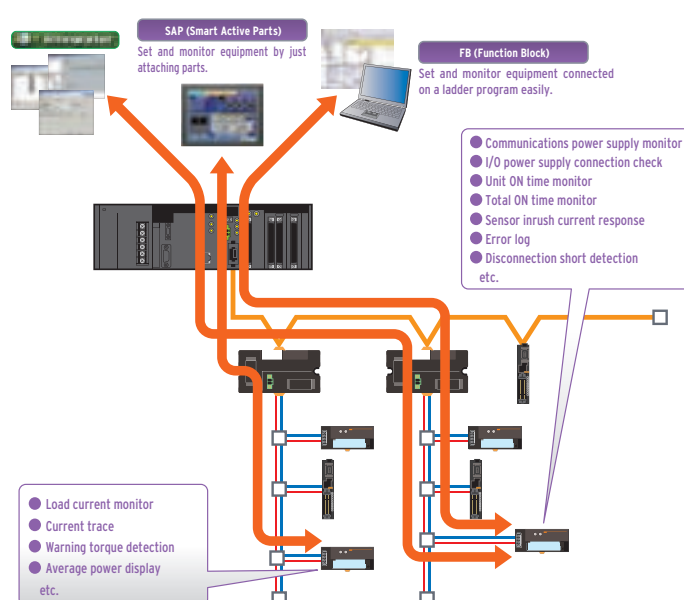 SAP (Smart Active Parts)
Set and monitor equipment by just
attaching parts.
FB (Function Block)
Set and monitor equipment connected
on a ladder program easily.
● Communications power supply monitor
● I/O power supply connection check
● Unit ON time monitor
● Total ON time monitor
● Sensor inrush current response
● Error log
● Disconnection short detection
etc.
● Load current monitor
● Current trace
● Warning torque detection
● Average power display
etc.